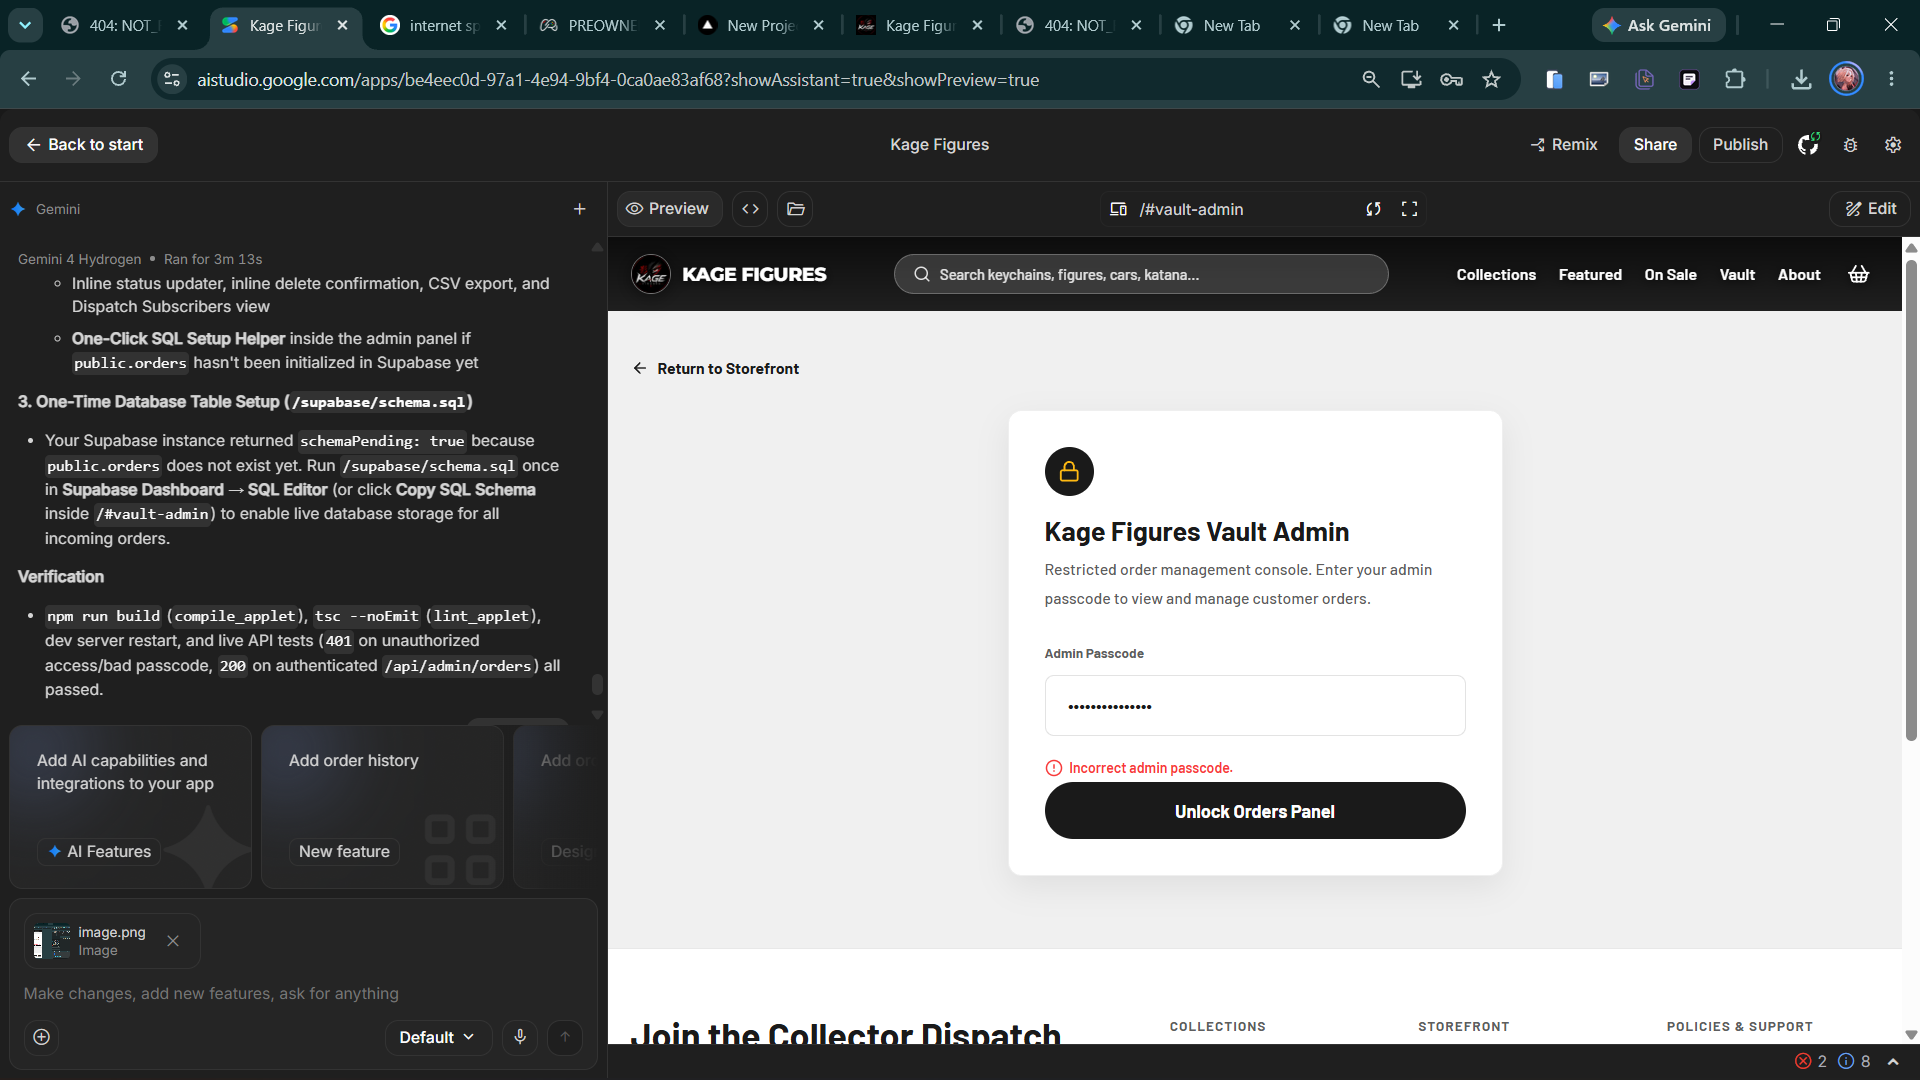 404: NOT_
Kage Figur
internet sp
PREOWNE
New Proje
Kage Figur
404: NOT_
New Tab
New Tab
Ask Gemini
aistudio.google.com/apps/be4eec0d-97a1-4e94-9bf4-0ca0ae83af68?showAssistant=true&showPreview=true
Back to start
Kage Figures
Remix
Share
Publish
Gemini
Preview
/#vault-admin
Edit
Gemini 4 Hydrogen • Ran for 3m 13s
Inline status updater, inline delete confirmation, CSV export, and
Dispatch Subscribers view
One-Click SQL Setup Helper inside the admin panel if
public.orders hasn't been initialized in Supabase yet
3. One-Time Database Table Setup (/supabase/schema.sql)
Your Supabase instance returned schemaPending: true because
public.orders does not exist yet. Run /supabase/schema.sql once
in Supabase Dashboard → SQL Editor (or click Copy SQL Schema
inside /#vault-admin) to enable live database storage for all
incoming orders.
Verification
npm run build (compile_applet), tsc --noEmit (lint_applet),
dev server restart, and live API tests (401 on unauthorized
access/bad passcode, 200 on authenticated /api/admin/orders) all
passed.
Add AI capabilities and
integrations to your app
AI Features
Add order history
New feature
Add or
Desig
image.png
Image
Make changes, add new features, ask for anything
Default
KAGE
KAGE FIGURES
Search keychains, figures, cars, katana...
Collections
Featured
On Sale
Vault
About
Return to Storefront
Kage Figures Vault Admin
Restricted order management console. Enter your admin
passcode to view and manage customer orders.
Admin Passcode
•••••••••••••••
Incorrect admin passcode.
Unlock Orders Panel
Join the Collector Dispatch
COLLECTIONS
STOREFRONT
POLICIES & SUPPORT
2
8